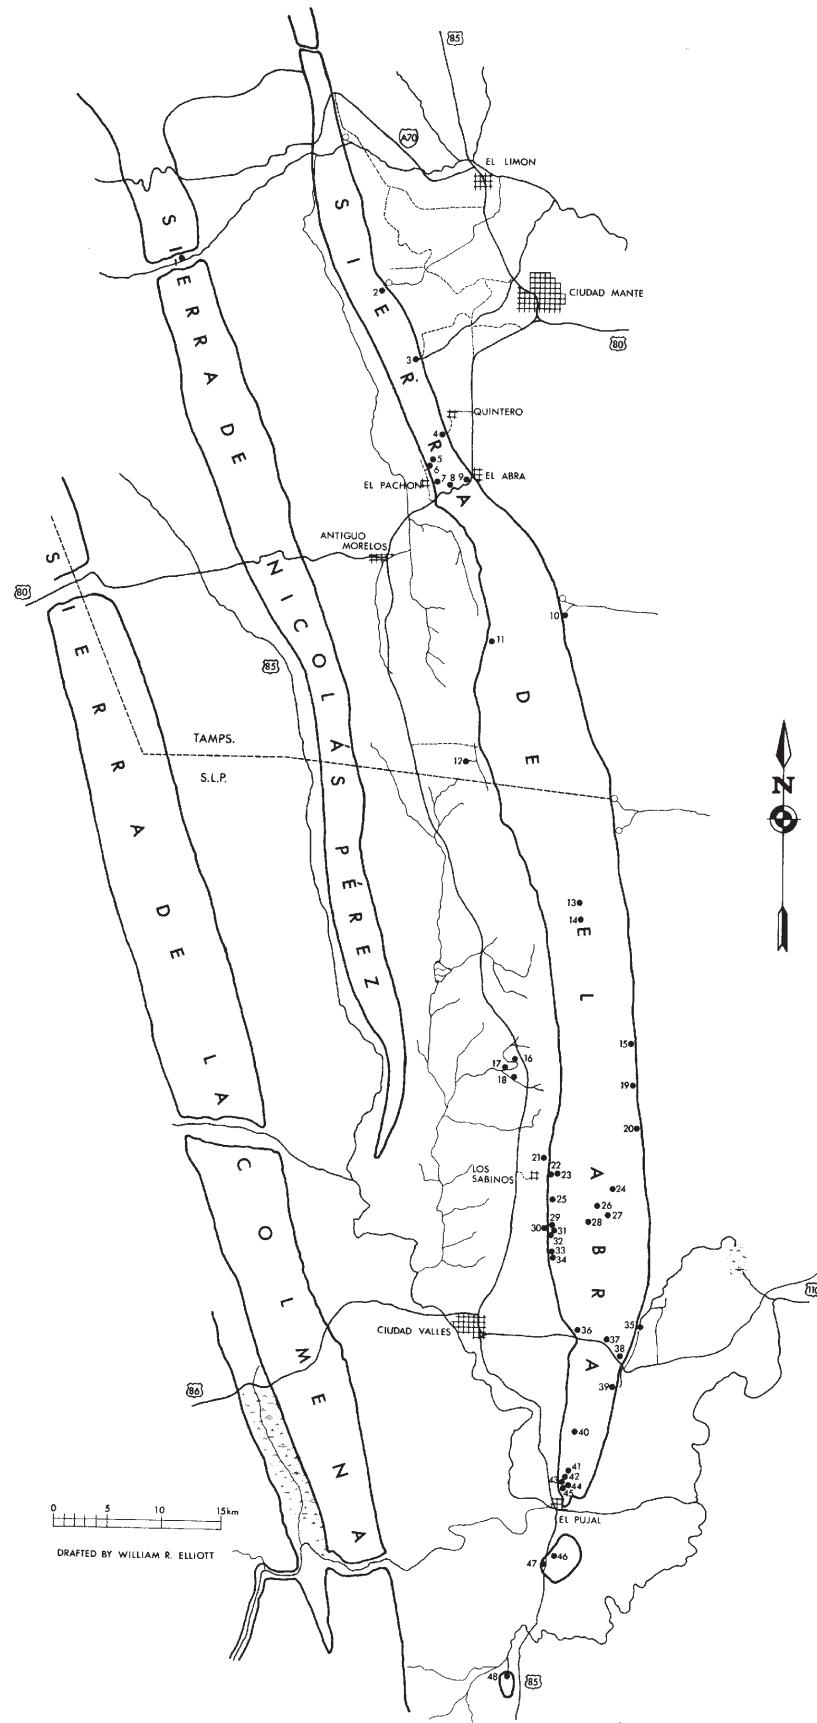 85
A70
EL LIMON
SIERRA DE EL ABRA
SIERRA DE NICOLÁS PÉREZ
SIERRA DE LA COLMENA
1
2
CIUDAD MANTE
80
3
QUINTERO
4
5
6
7 8 9
EL ABRA
EL PACHON
ANTIGUO
MORELOS
80
10
11
85
TAMPS.
S.L.P.
12
N
13
14
15
16
17
18
19
20
21
22
23
LOS
SABINOS
24
25
26
27
28
29
30
31
32
33
34
110
35
36
37
38
CIUDAD VALLES
39
86
40
41
42
43
44
45
0 5 10 15km
EL PUJAL
DRAFTED BY WILLIAM R. ELLIOTT
46
47
48
85